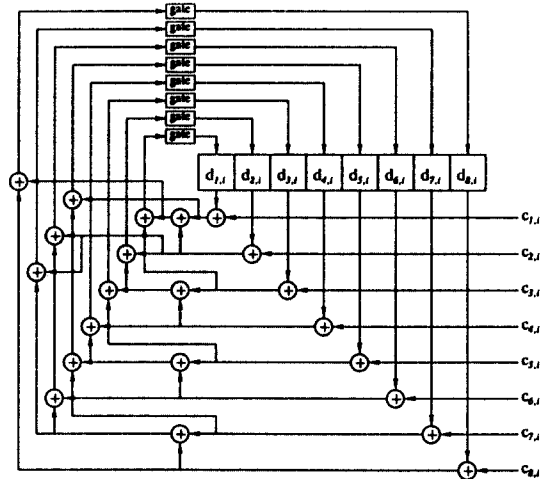 gate
gate
gate
gate
gate
gate
gate
gate
d1,i d2,i d3,i d4,i d5,i d6,i d7,i d8,i
c1,i
c2,i
c3,i
c4,i
c5,i
c6,i
c7,i
c8,i